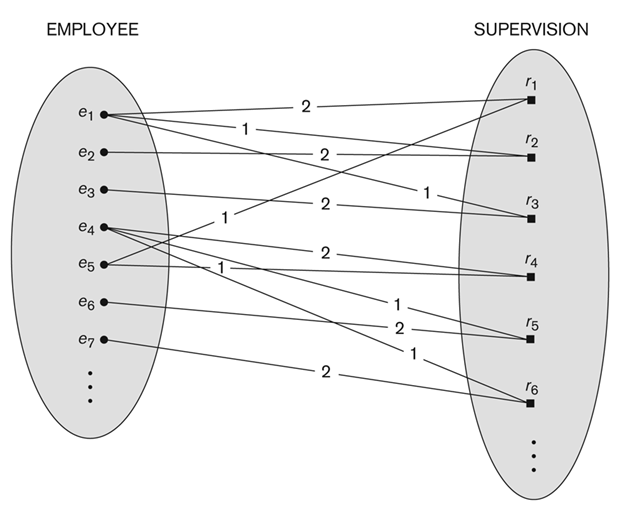 EMPLOYEE
SUPERVISION
e1
e2
e3
e4
e5
e6
e7
r1
r2
r3
r4
r5
r6
2
1
2
1
2
1
2
1
1
2
1
2